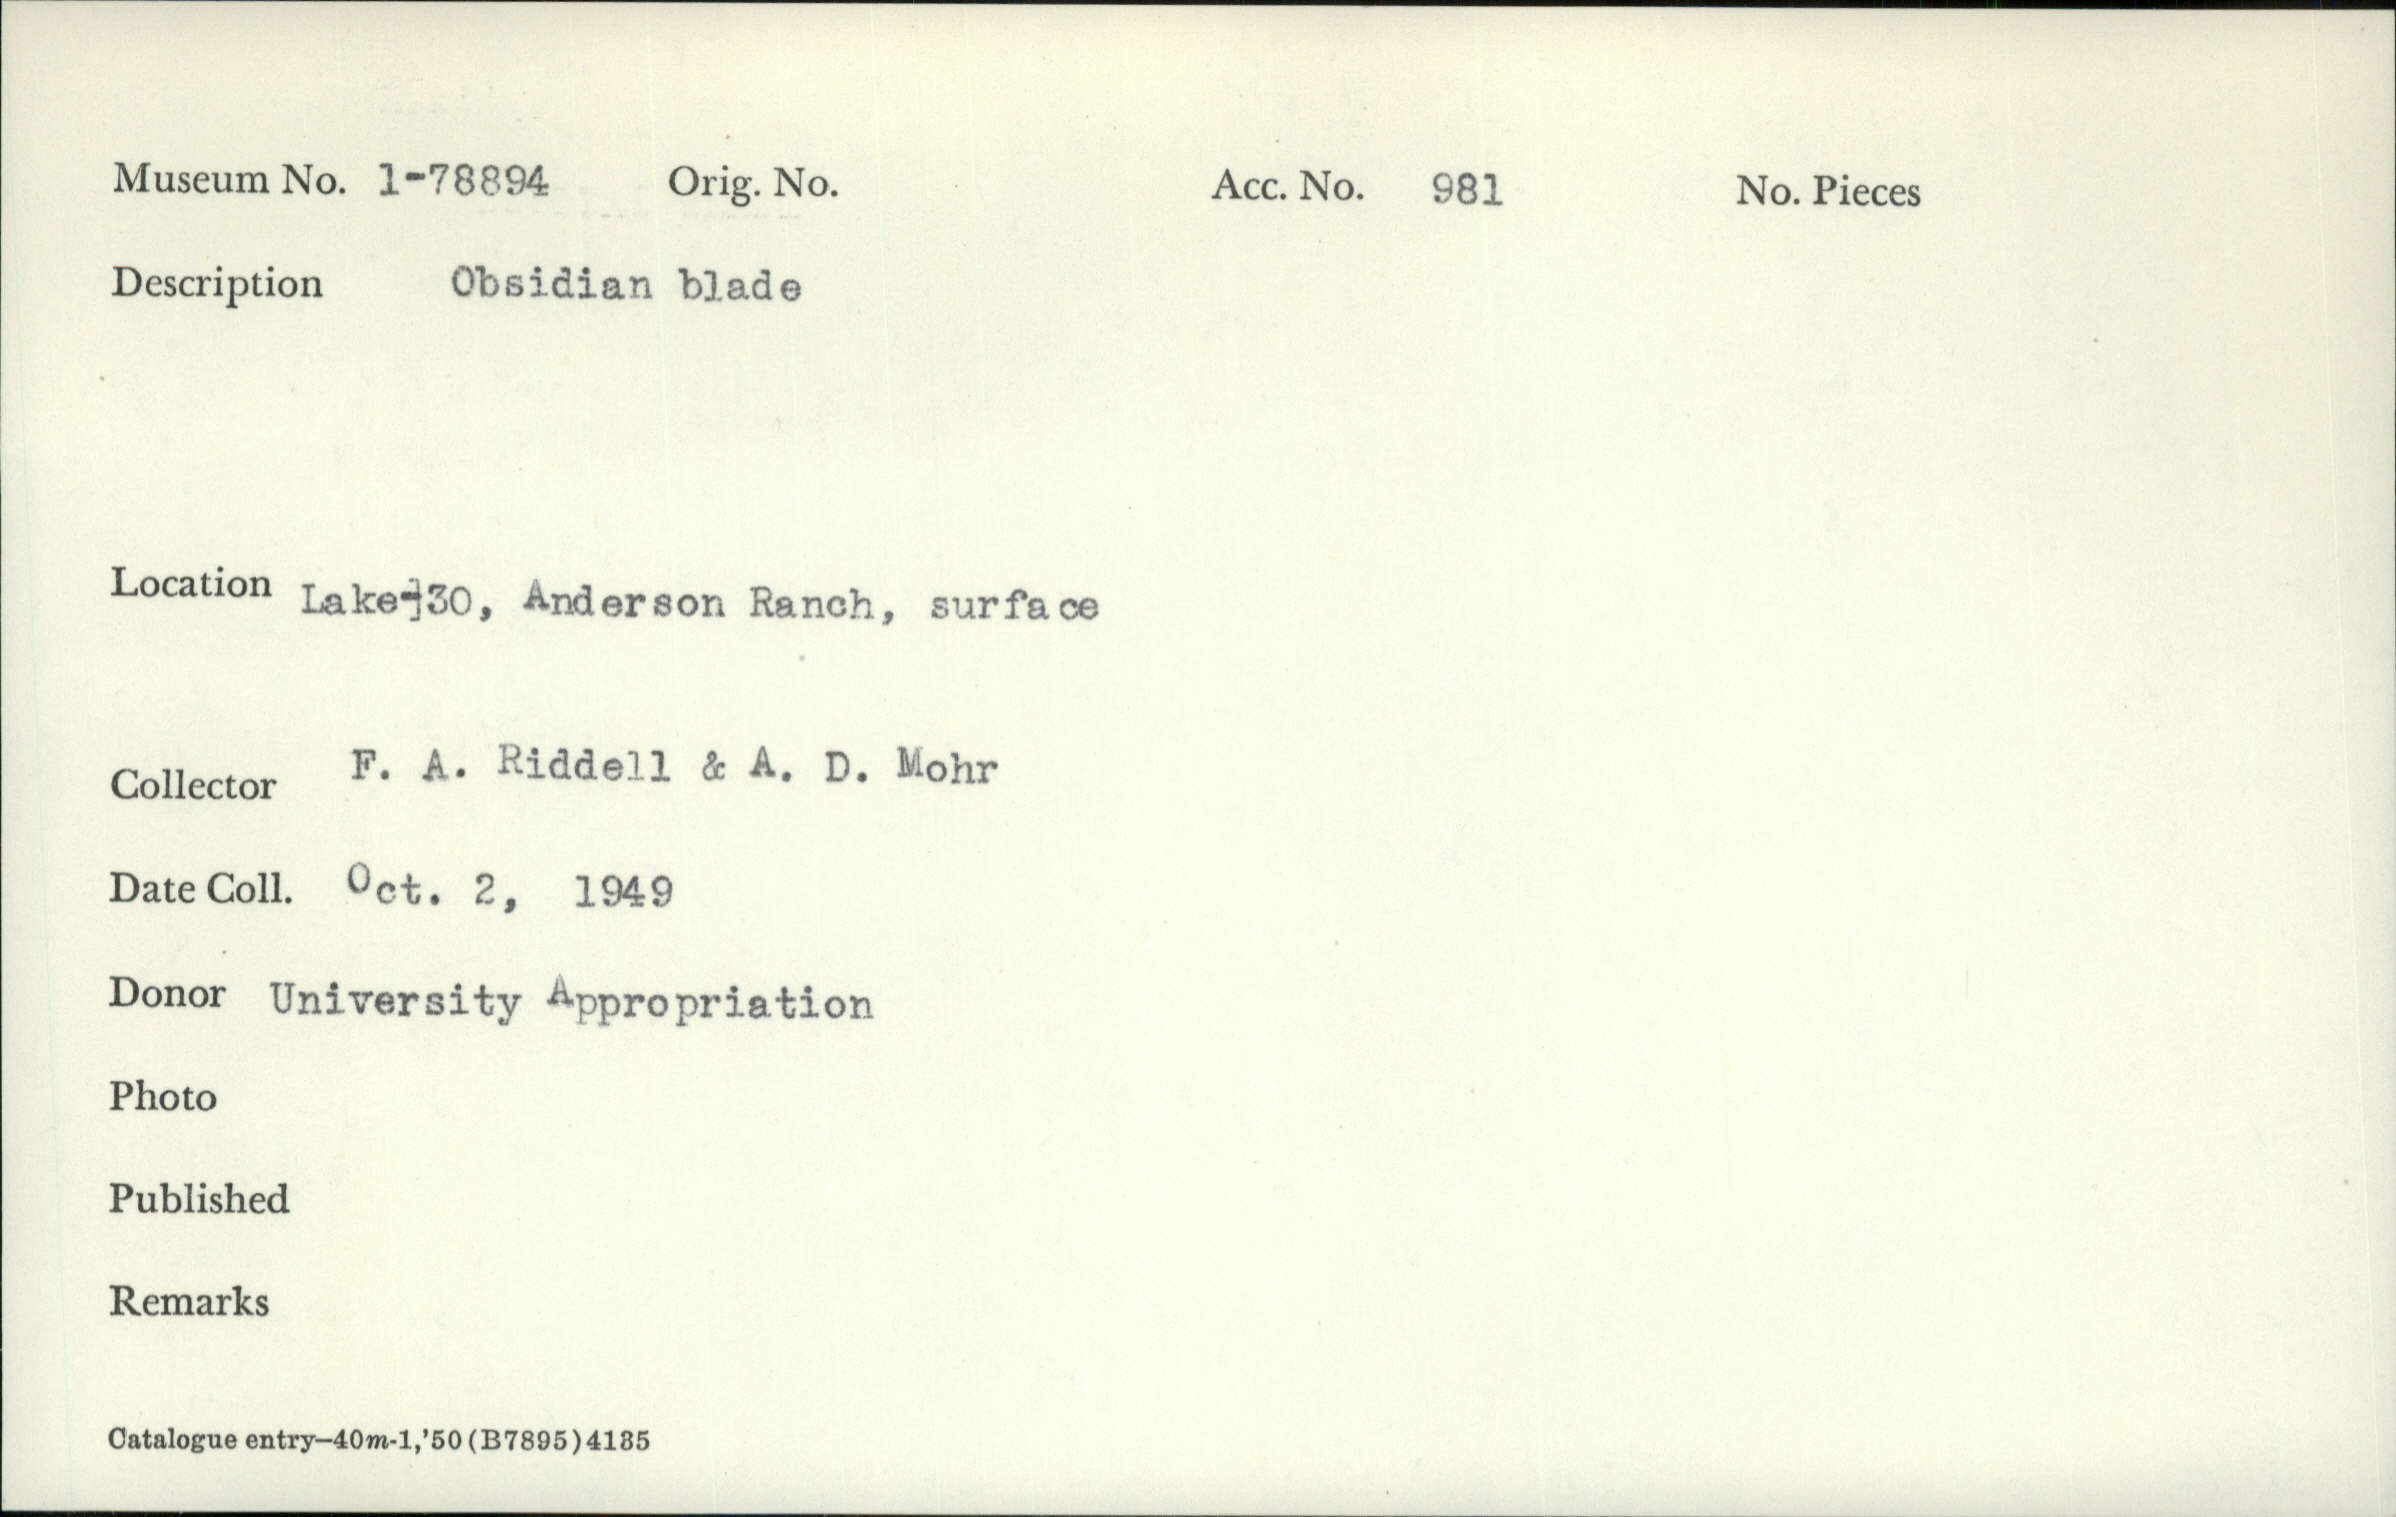 Museum No. 1-78894 Orig. No. Acc. No. 981 No. Pieces
Description Obsidian blade
Location Lake-30, Anderson Ranch, surface
Collector F. A. Riddell & A. D. Mohr
Date Coll. Oct. 2, 1949
Donor University Appropriation
Photo
Published
Remarks
Catalogue entry—40m-1,'50(B7895)4135